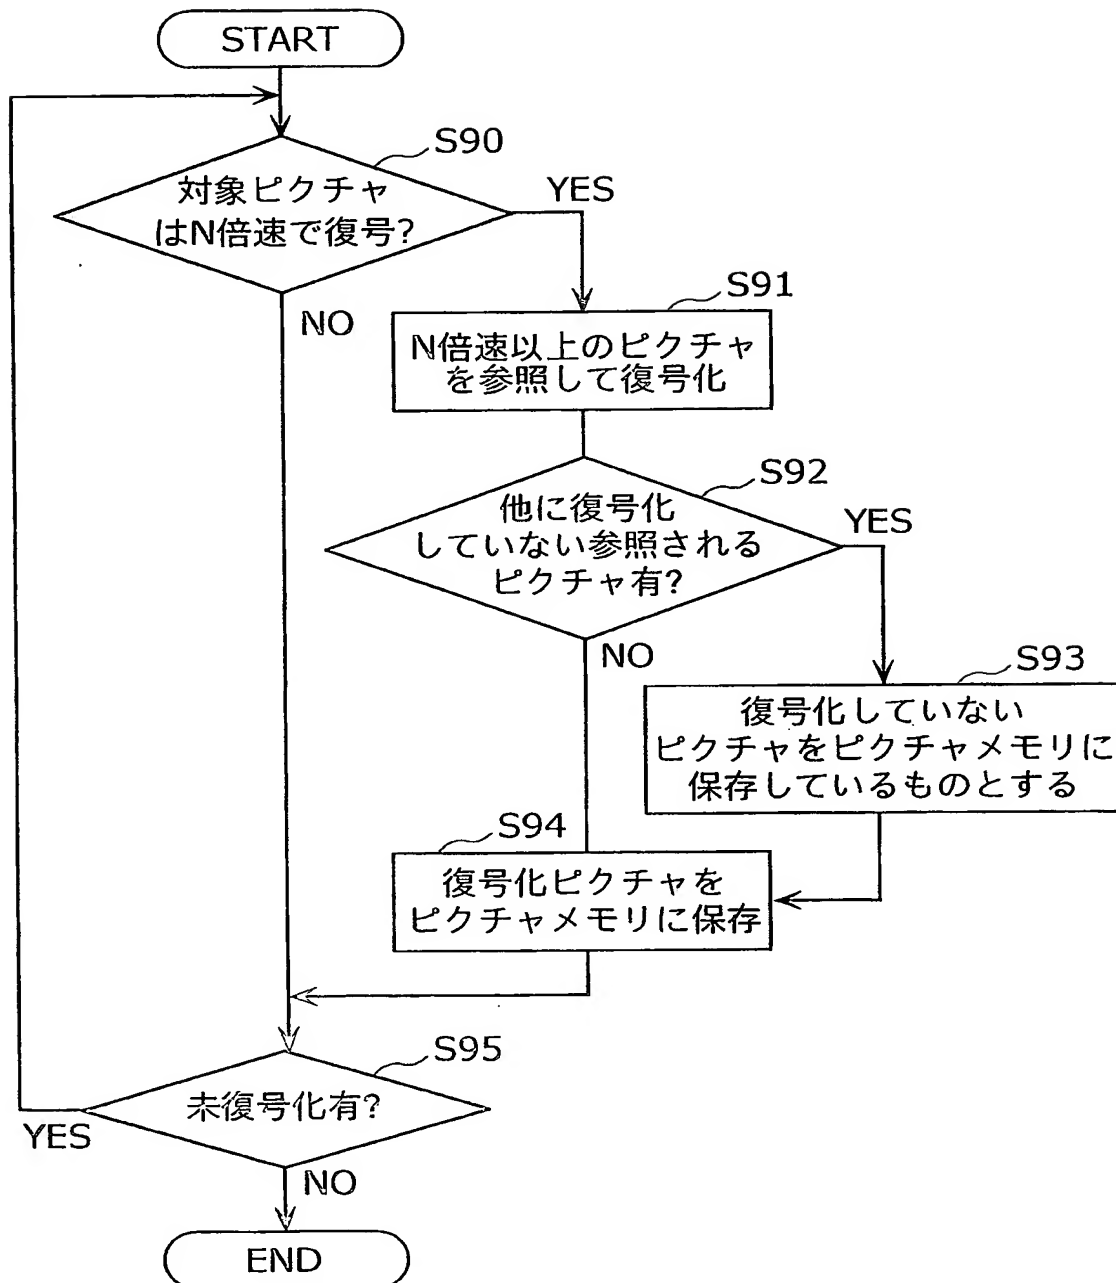 START
S90
対象ピクチャ
はN倍速で復号?
YES
NO
S91
N倍速以上のピクチャ
を参照して復号化
S92
他に復号化
していない参照される
ピクチャ有?
YES
NO
S93
復号化していない
ピクチャをピクチャメモリに
保存しているものとする
S94
復号化ピクチャを
ピクチャメモリに保存
S95
未復号化有?
YES
NO
END